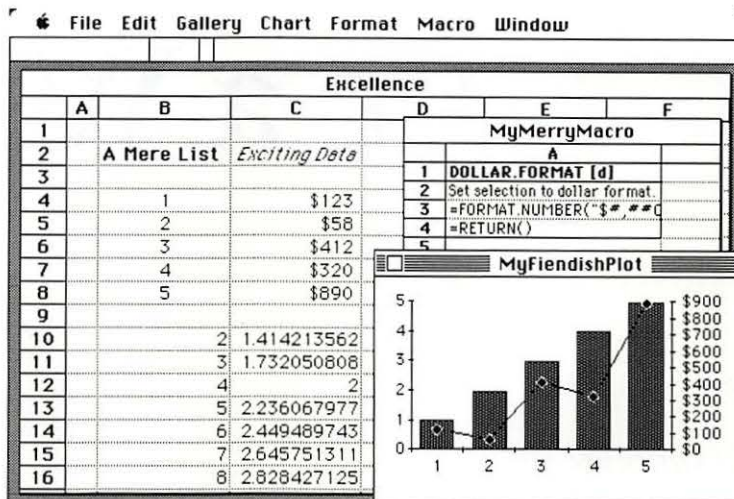 File Edit Gallery Chart Format Macro Window
Excellence
A B C D E F
1
2 A Mere List Exciting Data
3
4 1 $123
5 2 $58
6 3 $412
7 4 $320
8 5 $890
9
10 2 1.414213562
11 3 1.732050808
12 4 2
13 5 2.236067977
14 6 2.449489743
15 7 2.645751311
16 8 2.828427125
MyMerryMacro
A
1 DOLLAR.FORMAT [d]
2 Set selection to dollar format.
3 =FORMAT.NUMBER("$#,##0
4 =RETURN()
5
MyFiendishPlot
5 $900
$800
4 $700
$600
3 $500
$400
2 $300
1 $200
$100
0 $0
1 2 3 4 5